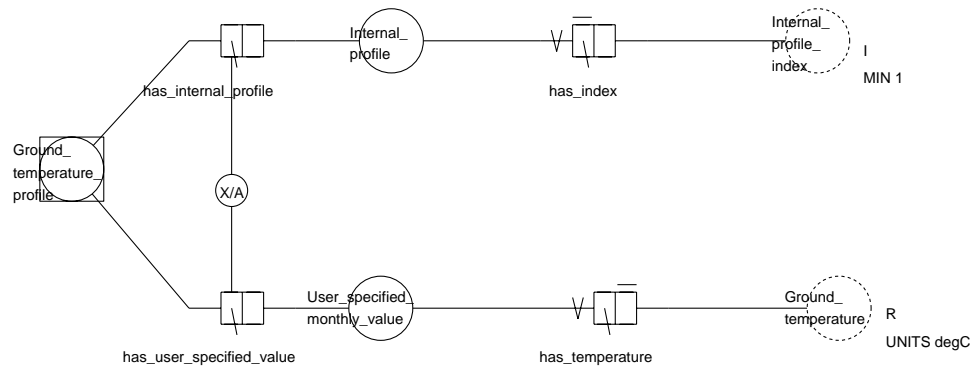 Internal_
profile
Internal_
profile_
index
I
MIN 1
has_internal_profile
has_index
Ground_
temperature_
profile
X/A
User_specified_
monthly_value
Ground_
temperature
R
UNITS degC
has_user_specified_value
has_temperature